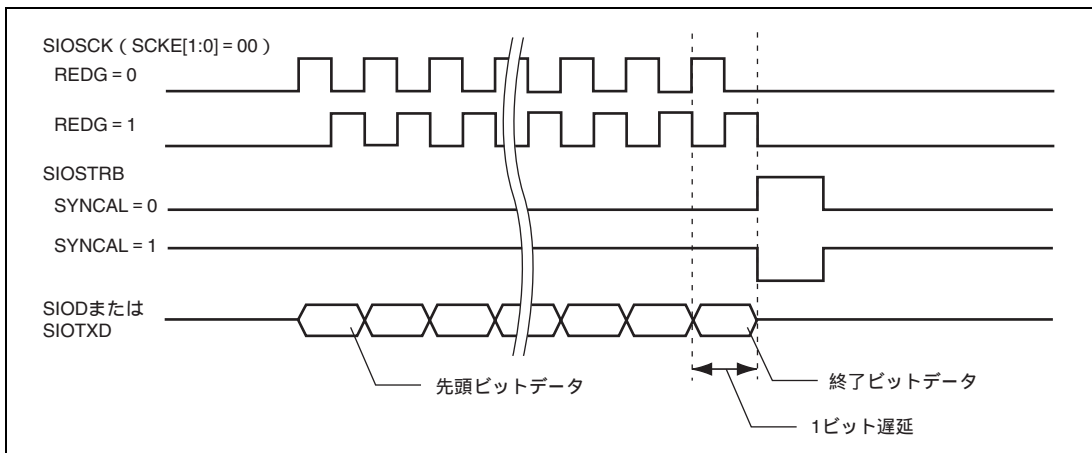 SIOSCK ( SCKE[1:0] = 00 )
REDG = 0
REDG = 1
SIOSTRB
SYNCAL = 0
SYNCAL = 1
SIODまたは
SIOTXD
先頭ビットデータ
終了ビットデータ
1ビット遅延